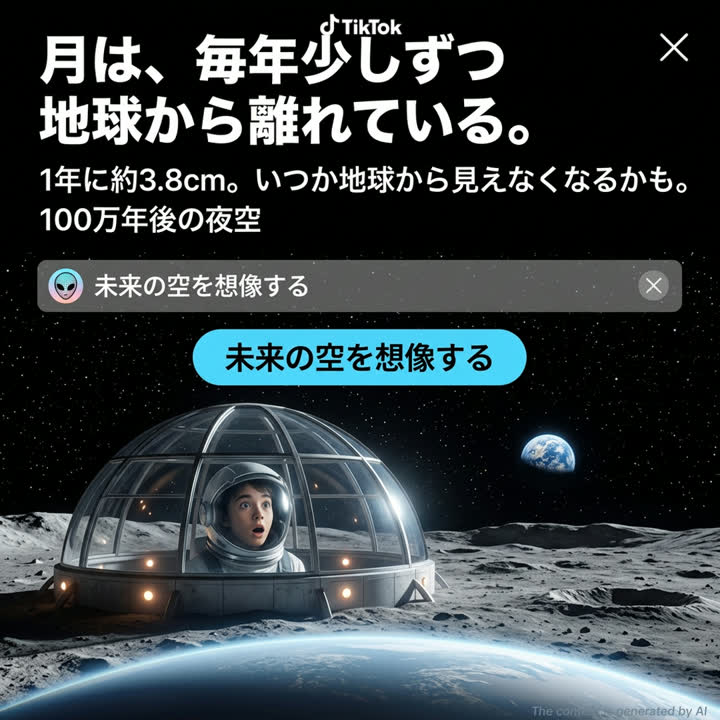 TikTok
月は、毎年少しずつ
地球から離れている。
1年に約3.8cm。いつか地球から見えなくなるかも。
100万年後の夜空
未来の空を想像する
未来の空を想像する
The content is generated by AI